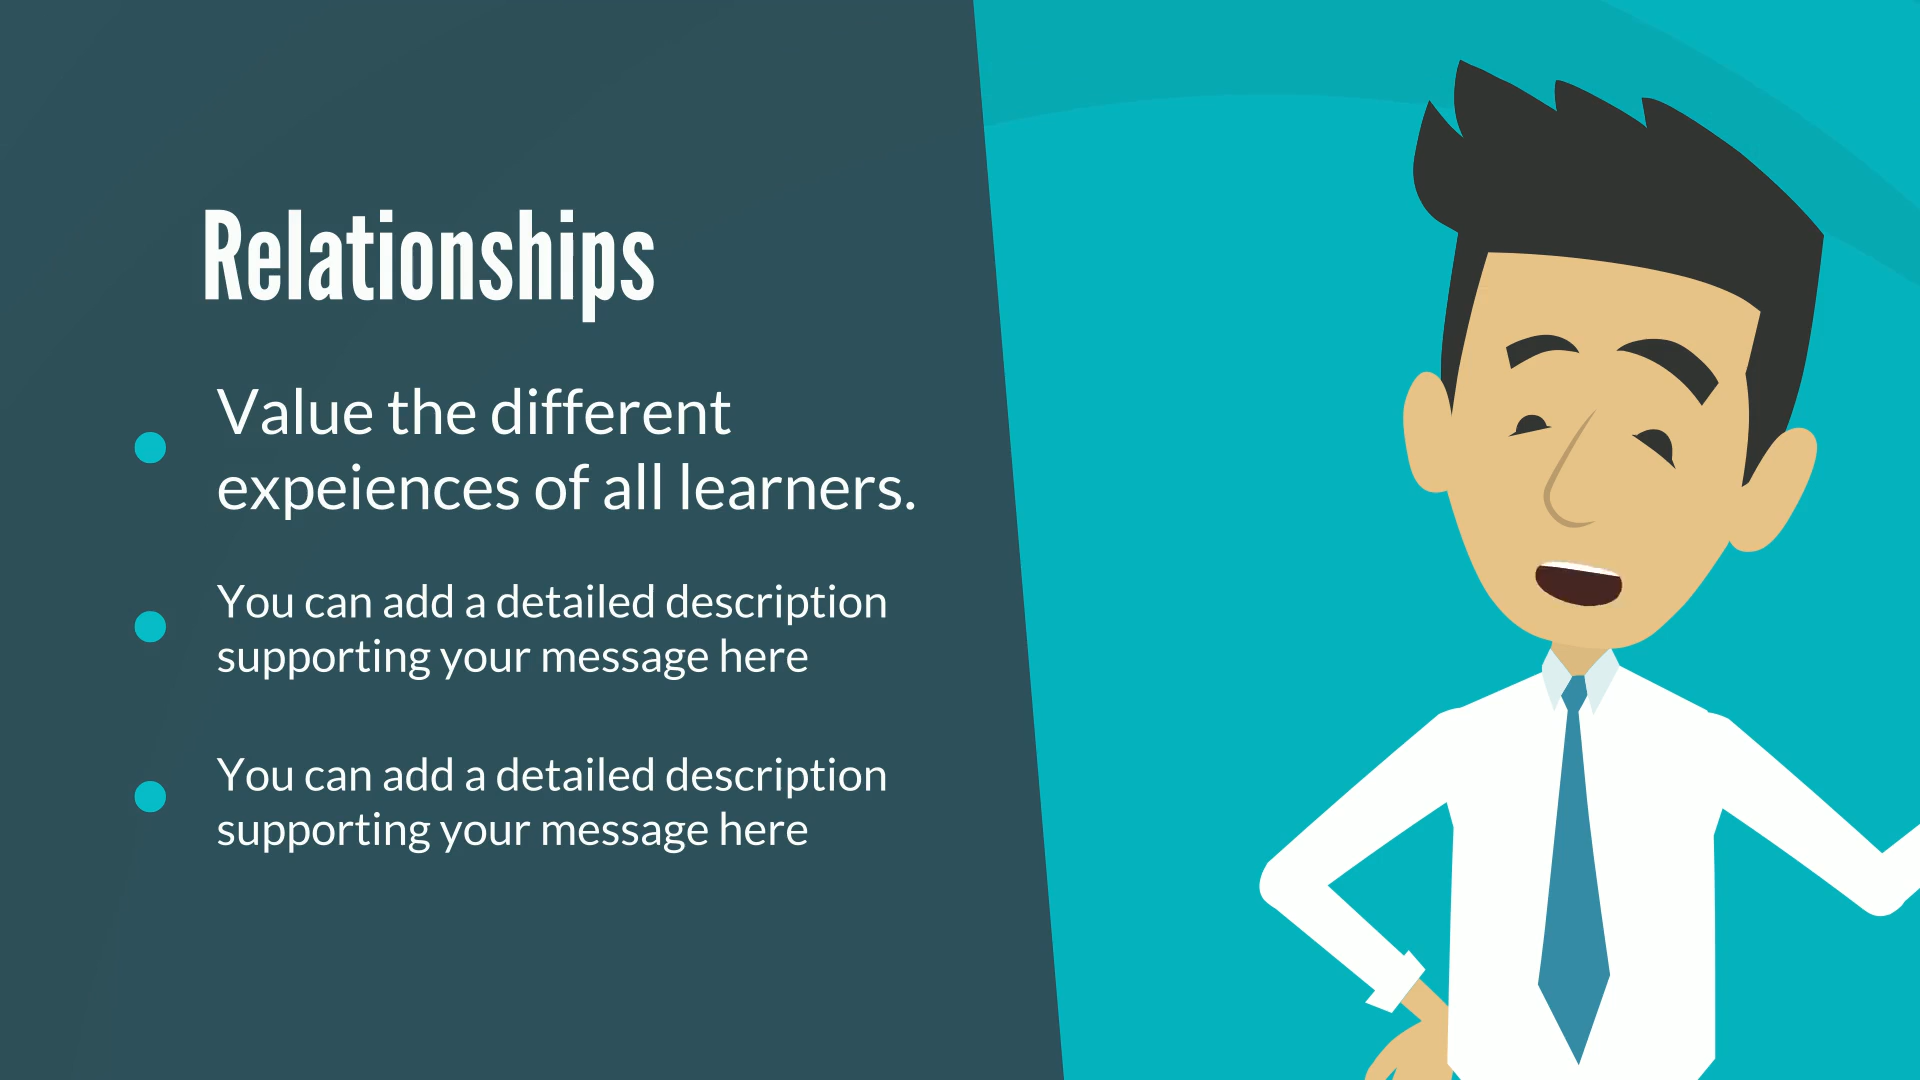 Relationships
Value the different
expeiences of all learners.
You can add a detailed description
supporting your message here
You can add a detailed description
supporting your message here